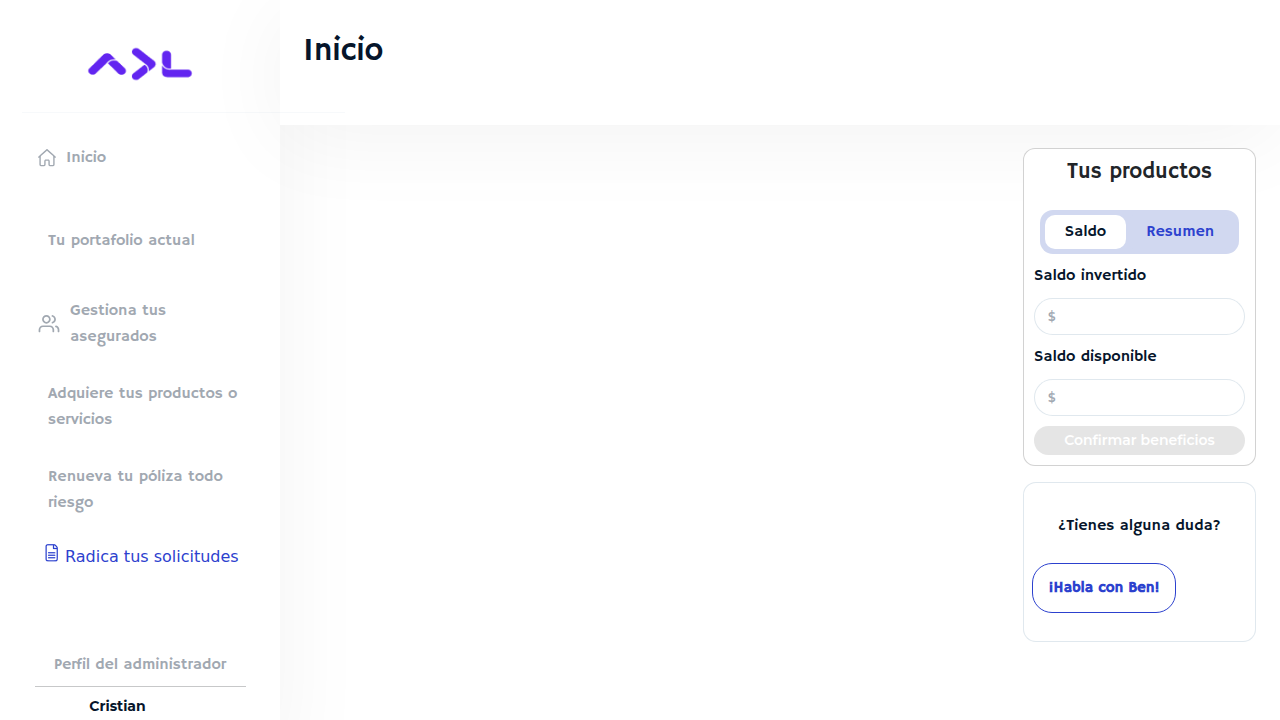 Inicio
Inicio
Tu portafolio actual
Gestiona tus
asegurados
Adquiere tus productos o
servicios
Renueva tu póliza todo
riesgo
Radica tus solicitudes
Perfil del administrador
Cristian
Tus productos
Saldo Resumen
Saldo invertido
$
Saldo disponible
$
Confirmar beneficios
¿Tienes alguna duda?
¡Habla con Ben!